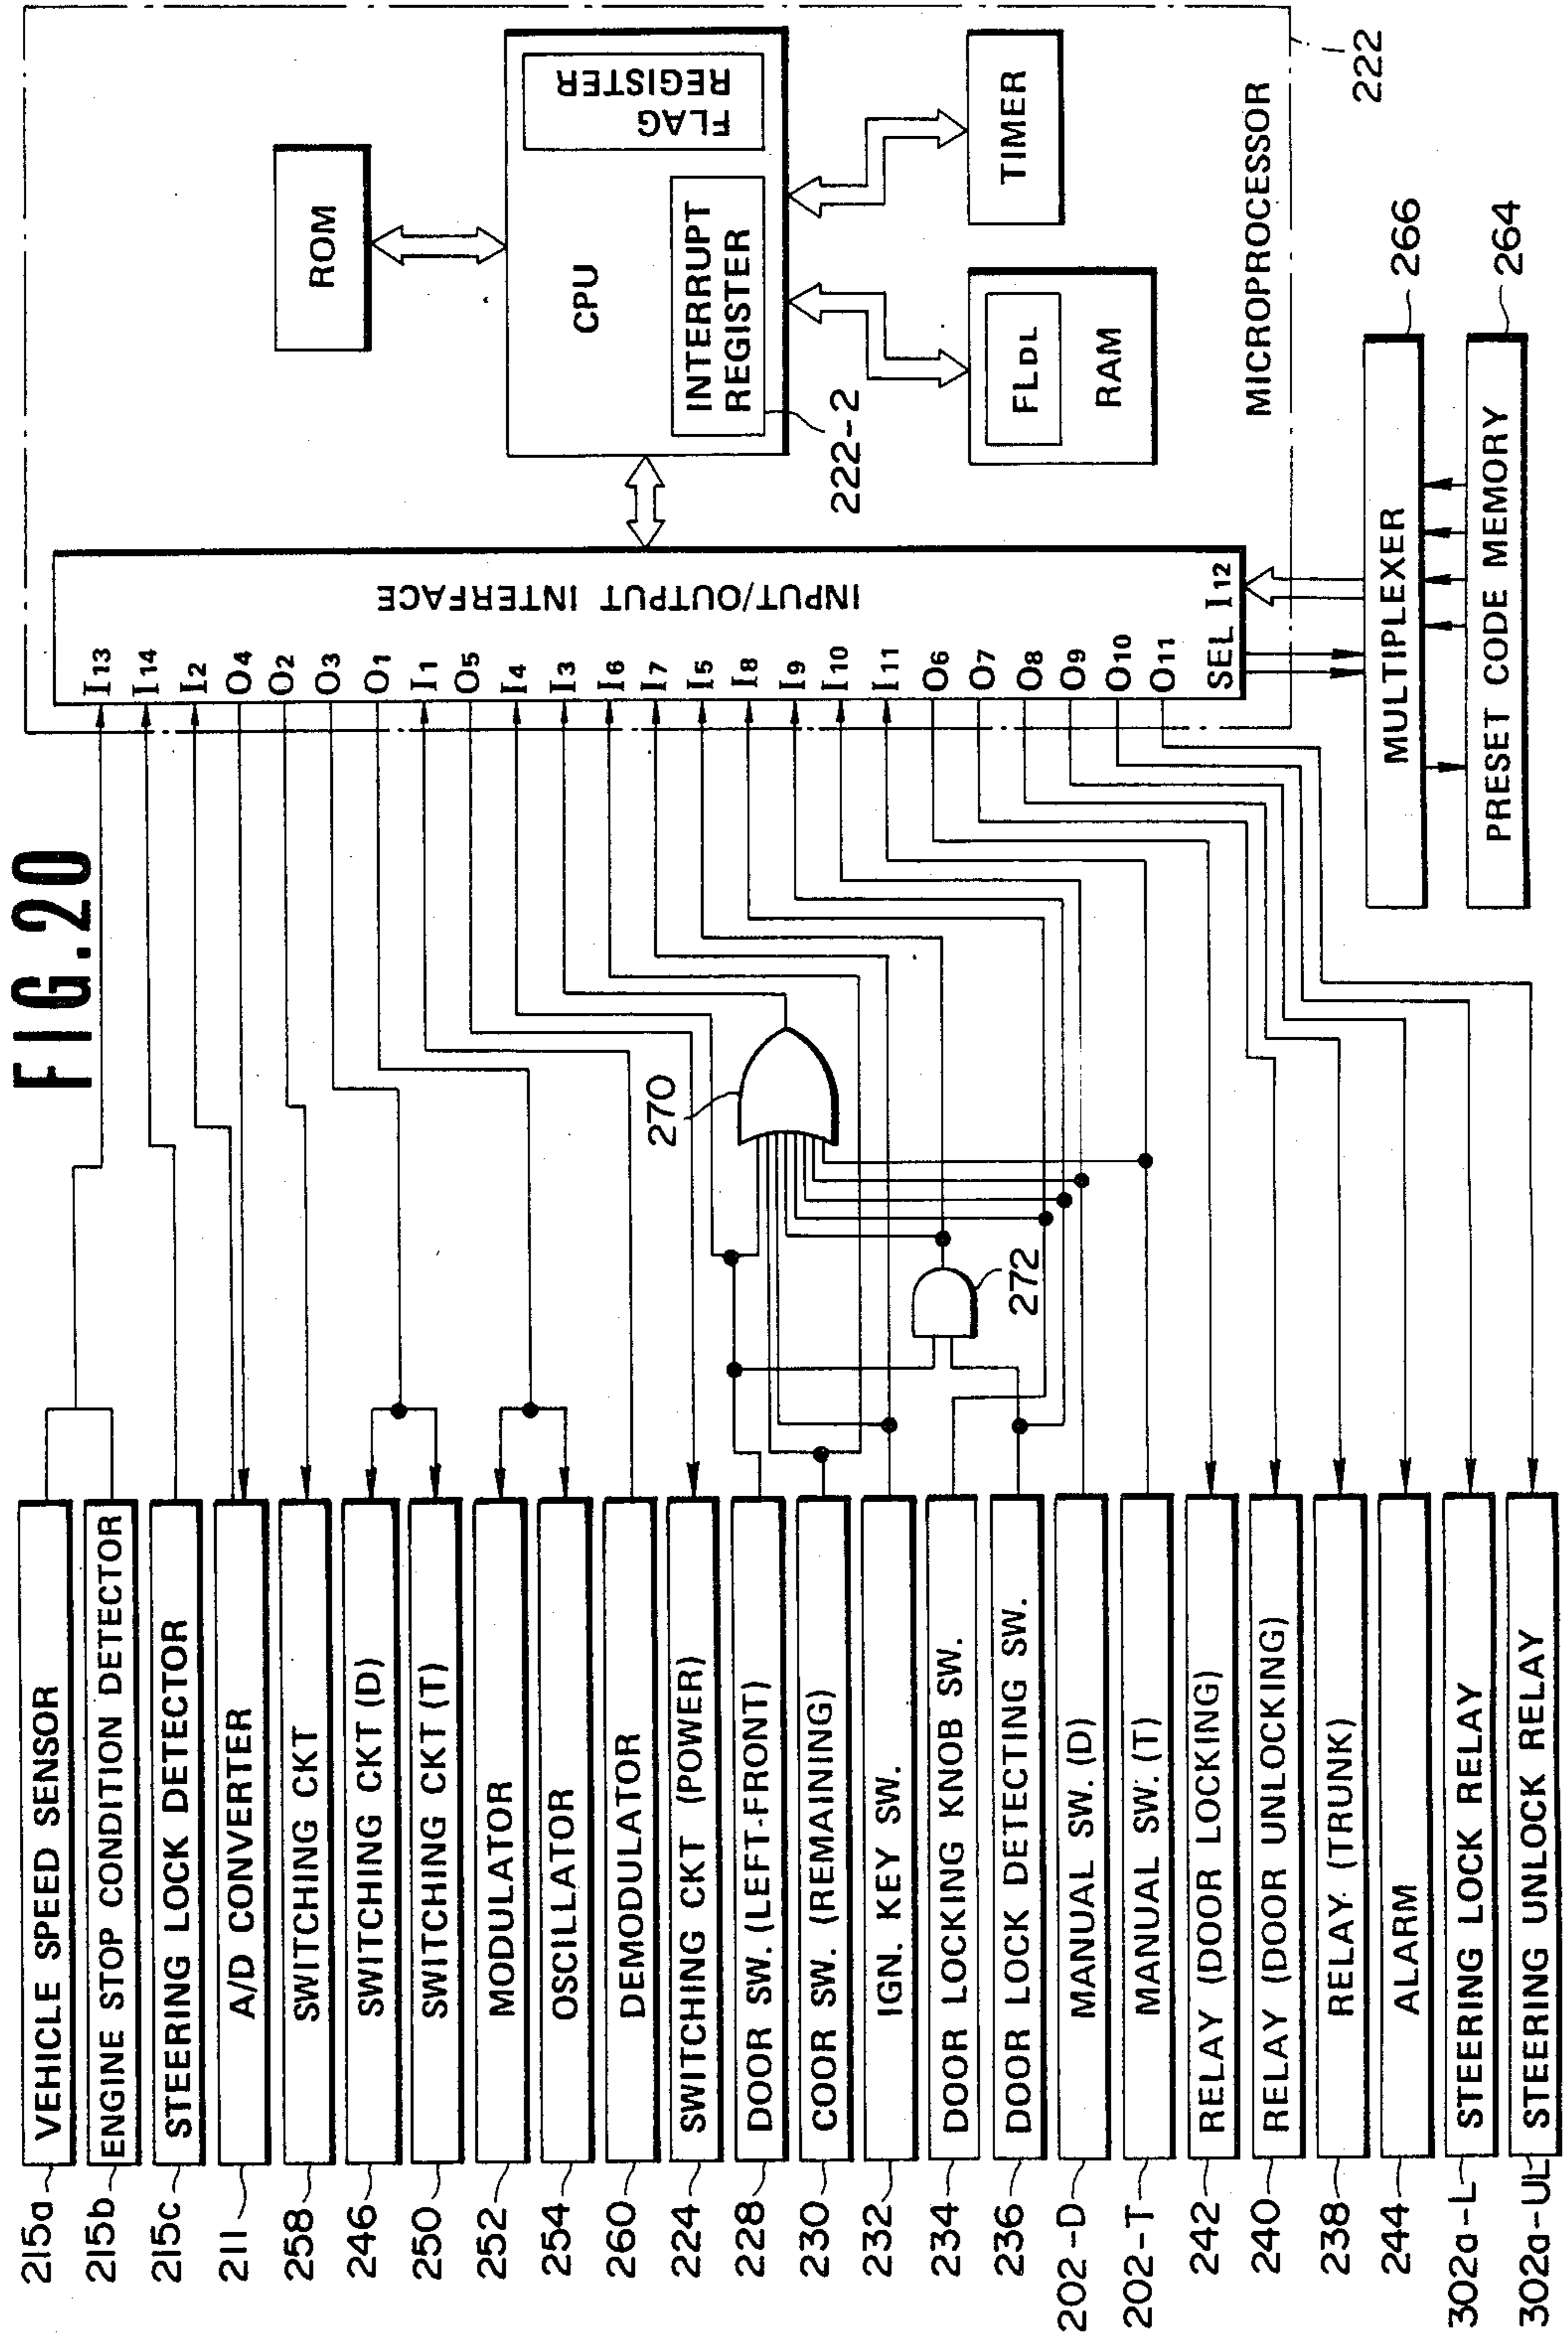 FIG.20
215a
VEHICLE SPEED SENSOR
215b
ENGINE STOP CONDITION DETECTOR
215c
STEERING LOCK DETECTOR
211
A/D CONVERTER
258
SWITCHING CKT
246
SWITCHING CKT (D)
250
SWITCHING CKT (T)
252
MODULATOR
254
OSCILLATOR
260
DEMODULATOR
224
SWITCHING CKT (POWER)
228
DOOR SW. (LEFT-FRONT)
230
COOR SW. (REMAINING)
232
IGN. KEY SW.
234
DOOR LOCKING KNOB SW.
236
DOOR LOCK DETECTING SW.
202-D
MANUAL SW. (D)
202-T
MANUAL SW. (T)
242
RELAY (DOOR LOCKING)
240
RELAY (DOOR UNLOCKING)
238
RELAY (TRUNK)
244
ALARM
302a-L
STEERING LOCK RELAY
302a-UL
STEERING UNLOCK RELAY
270
272
I13
I14
I2
O4
O2
O3
O1
I1
O5
I4
I3
I6
I7
I5
I8
I9
I10
I11
O6
O7
O8
O9
O10
O11
SEL I12
INPUT/OUTPUT INTERFACE
ROM
CPU
FLAG
REGISTER
INTERRUPT
REGISTER
222-2
TIMER
FLDL
RAM
MICROPROCESSOR
222
MULTIPLEXER
266
PRESET CODE MEMORY
264